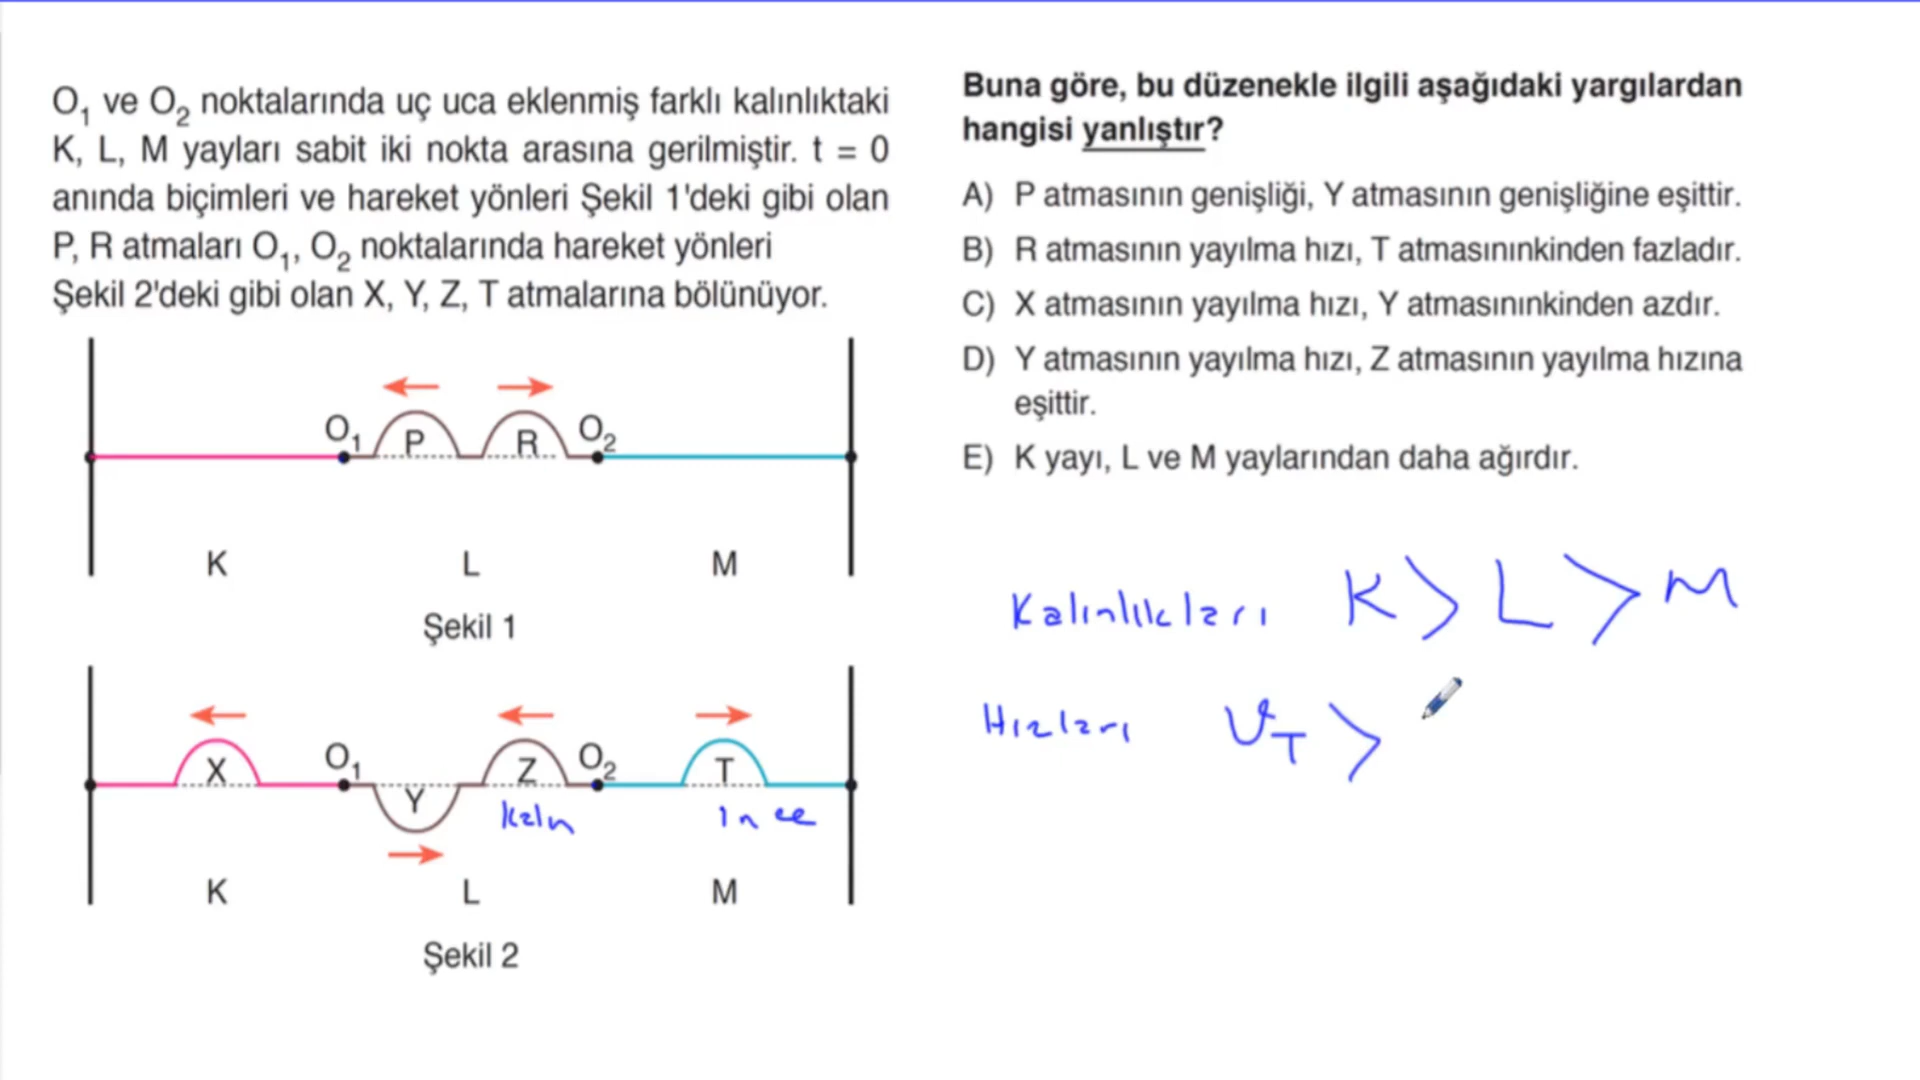 O1 ve O2 noktalarında uç uca eklenmiş farklı kalınlıktaki
K, L, M yayları sabit iki nokta arasına gerilmiştir. t = 0
anında biçimleri ve hareket yönleri Şekil 1'deki gibi olan
P, R atmaları O1, O2 noktalarında hareket yönleri
Şekil 2'deki gibi olan X, Y, Z, T atmalarına bölünüyor.
O1 P R O2
K L M
Şekil 1
X O1 Y Z O2 T
kalın ince
K L M
Şekil 2
Buna göre, bu düzenekle ilgili aşağıdaki yargılardan
hangisi yanlıştır?
A) P atmasının genişliği, Y atmasının genişliğine eşittir.
B) R atmasının yayılma hızı, T atmasınınkinden fazladır.
C) X atmasının yayılma hızı, Y atmasınınkinden azdır.
D) Y atmasının yayılma hızı, Z atmasının yayılma hızına
eşittir.
E) K yayı, L ve M yaylarından daha ağırdır.
Kalınlıkları K > L > M
Hızları VT >